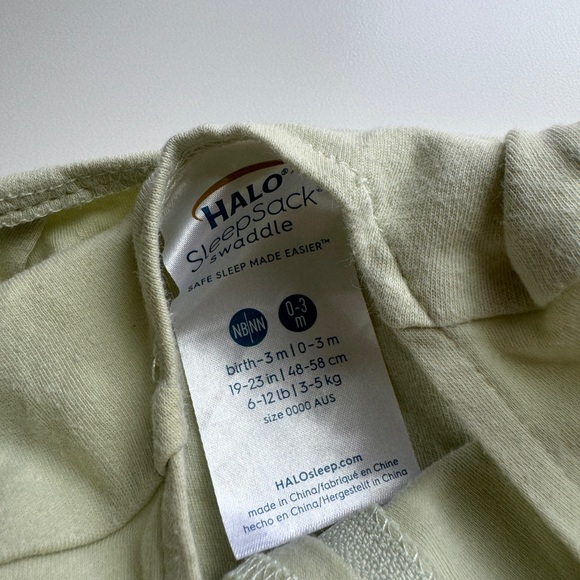 HALO®
SleepSack®
swaddle
SAFE SLEEP MADE EASIER™
NB|NN 0-3 m
birth-3 m | 0-3 m
19-23 in | 48-58 cm
6-12 lb | 3-5 kg
size 0000 AUS
HALOsleep.com
made in China/fabriqué en Chine
hecho en China/Hergestellt in China